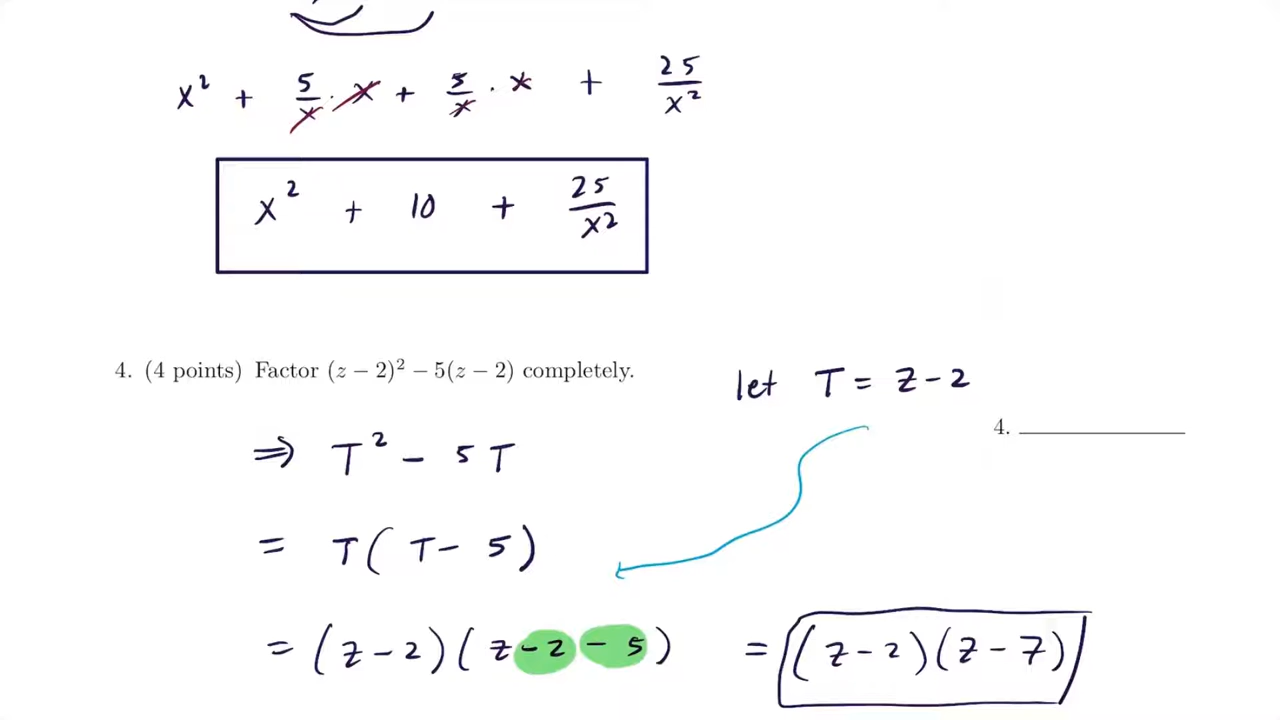 x² + 5/x · x + 5/x · x + 25/x²
x² + 10 + 25/x²
4. (4 points) Factor (z − 2)² − 5(z − 2) completely.
let T = z - 2
4.
⇒ T² - 5T
= T(T - 5)
= (z - 2)(z - 2 - 5) = (z - 2)(z - 7)